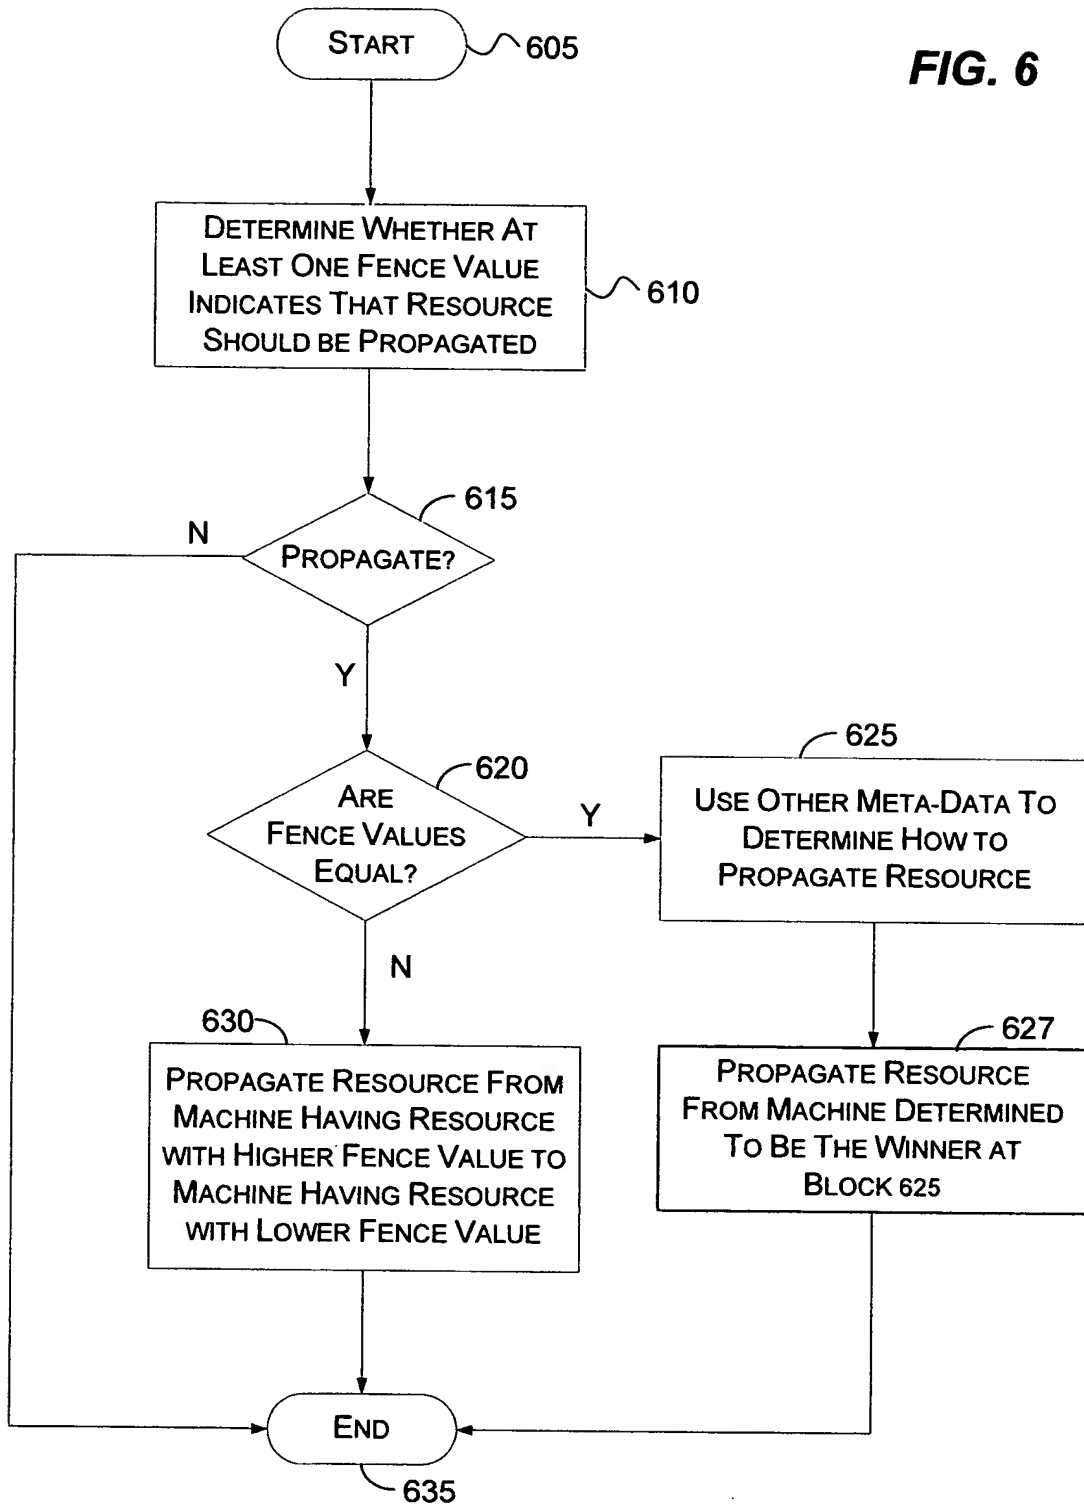 START
605
FIG. 6
DETERMINE WHETHER AT
LEAST ONE FENCE VALUE
INDICATES THAT RESOURCE
SHOULD BE PROPAGATED
610
615
N
PROPAGATE?
Y
620
ARE
FENCE VALUES
EQUAL?
Y
625
USE OTHER META-DATA TO
DETERMINE HOW TO
PROPAGATE RESOURCE
N
630
PROPAGATE RESOURCE FROM
MACHINE HAVING RESOURCE
WITH HIGHER FENCE VALUE TO
MACHINE HAVING RESOURCE
WITH LOWER FENCE VALUE
627
PROPAGATE RESOURCE
FROM MACHINE DETERMINED
TO BE THE WINNER AT
BLOCK 625
END
635